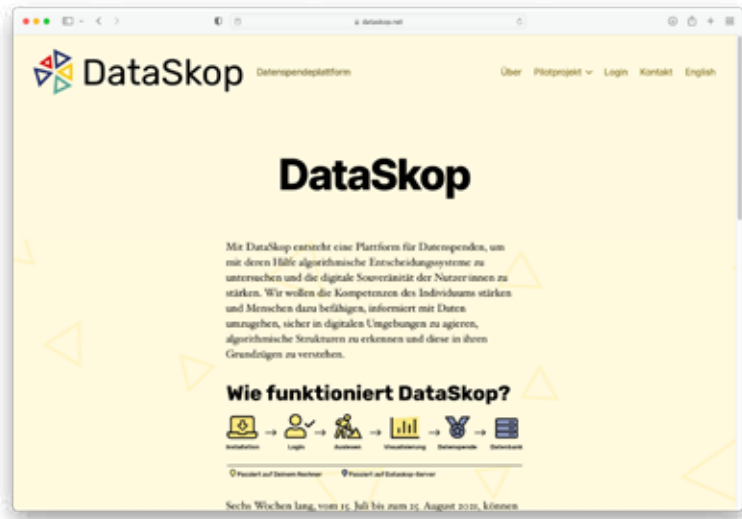 dataskop.net
DataSkop Datenspendeplattform Über Pilotprojekt Login Kontakt English
DataSkop
Mit DataSkop entsteht eine Plattform für Datenspenden, um
mit deren Hilfe algorithmische Entscheidungssysteme zu
untersuchen und die digitale Souveränität der Nutzer:innen zu
stärken. Wir wollen die Kompetenzen des Individuums stärken
und Menschen dazu befähigen, informiert mit Daten
umzugehen, sicher in digitalen Umgebungen zu agieren,
algorithmische Strukturen zu erkennen und diese in ihren
Grundzügen zu verstehen.
Wie funktioniert DataSkop?
Installation Login Auslesen Visualisierung Datenspende Datenbank
Passiert auf Deinem Rechner Passiert auf Dataskop-Server
Sechs Wochen lang, vom 15. Juli bis zum 25. August 2021, können